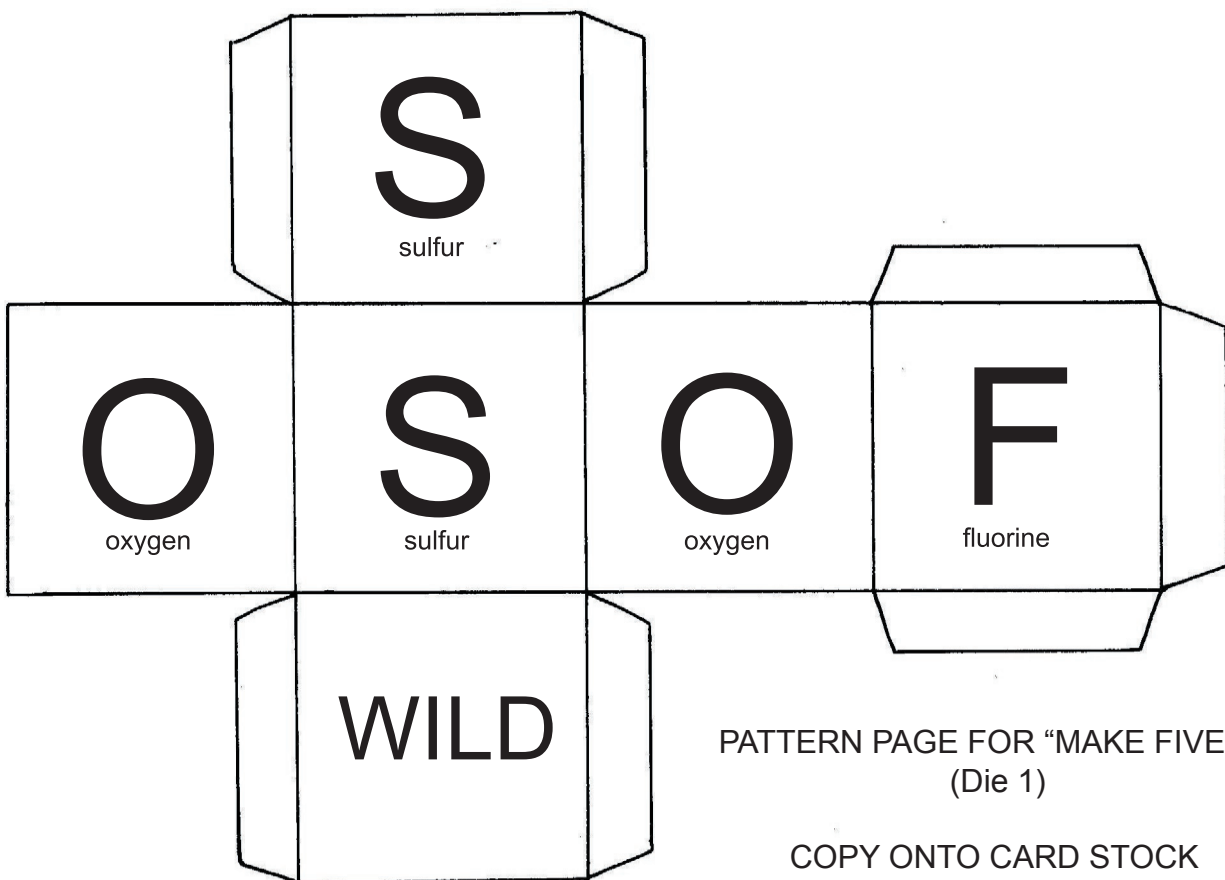 S
sulfur
O
oxygen
S
sulfur
O
oxygen
F
fluorine
WILD
PATTERN PAGE FOR “MAKE FIVE
(Die 1)
COPY ONTO CARD STOCK